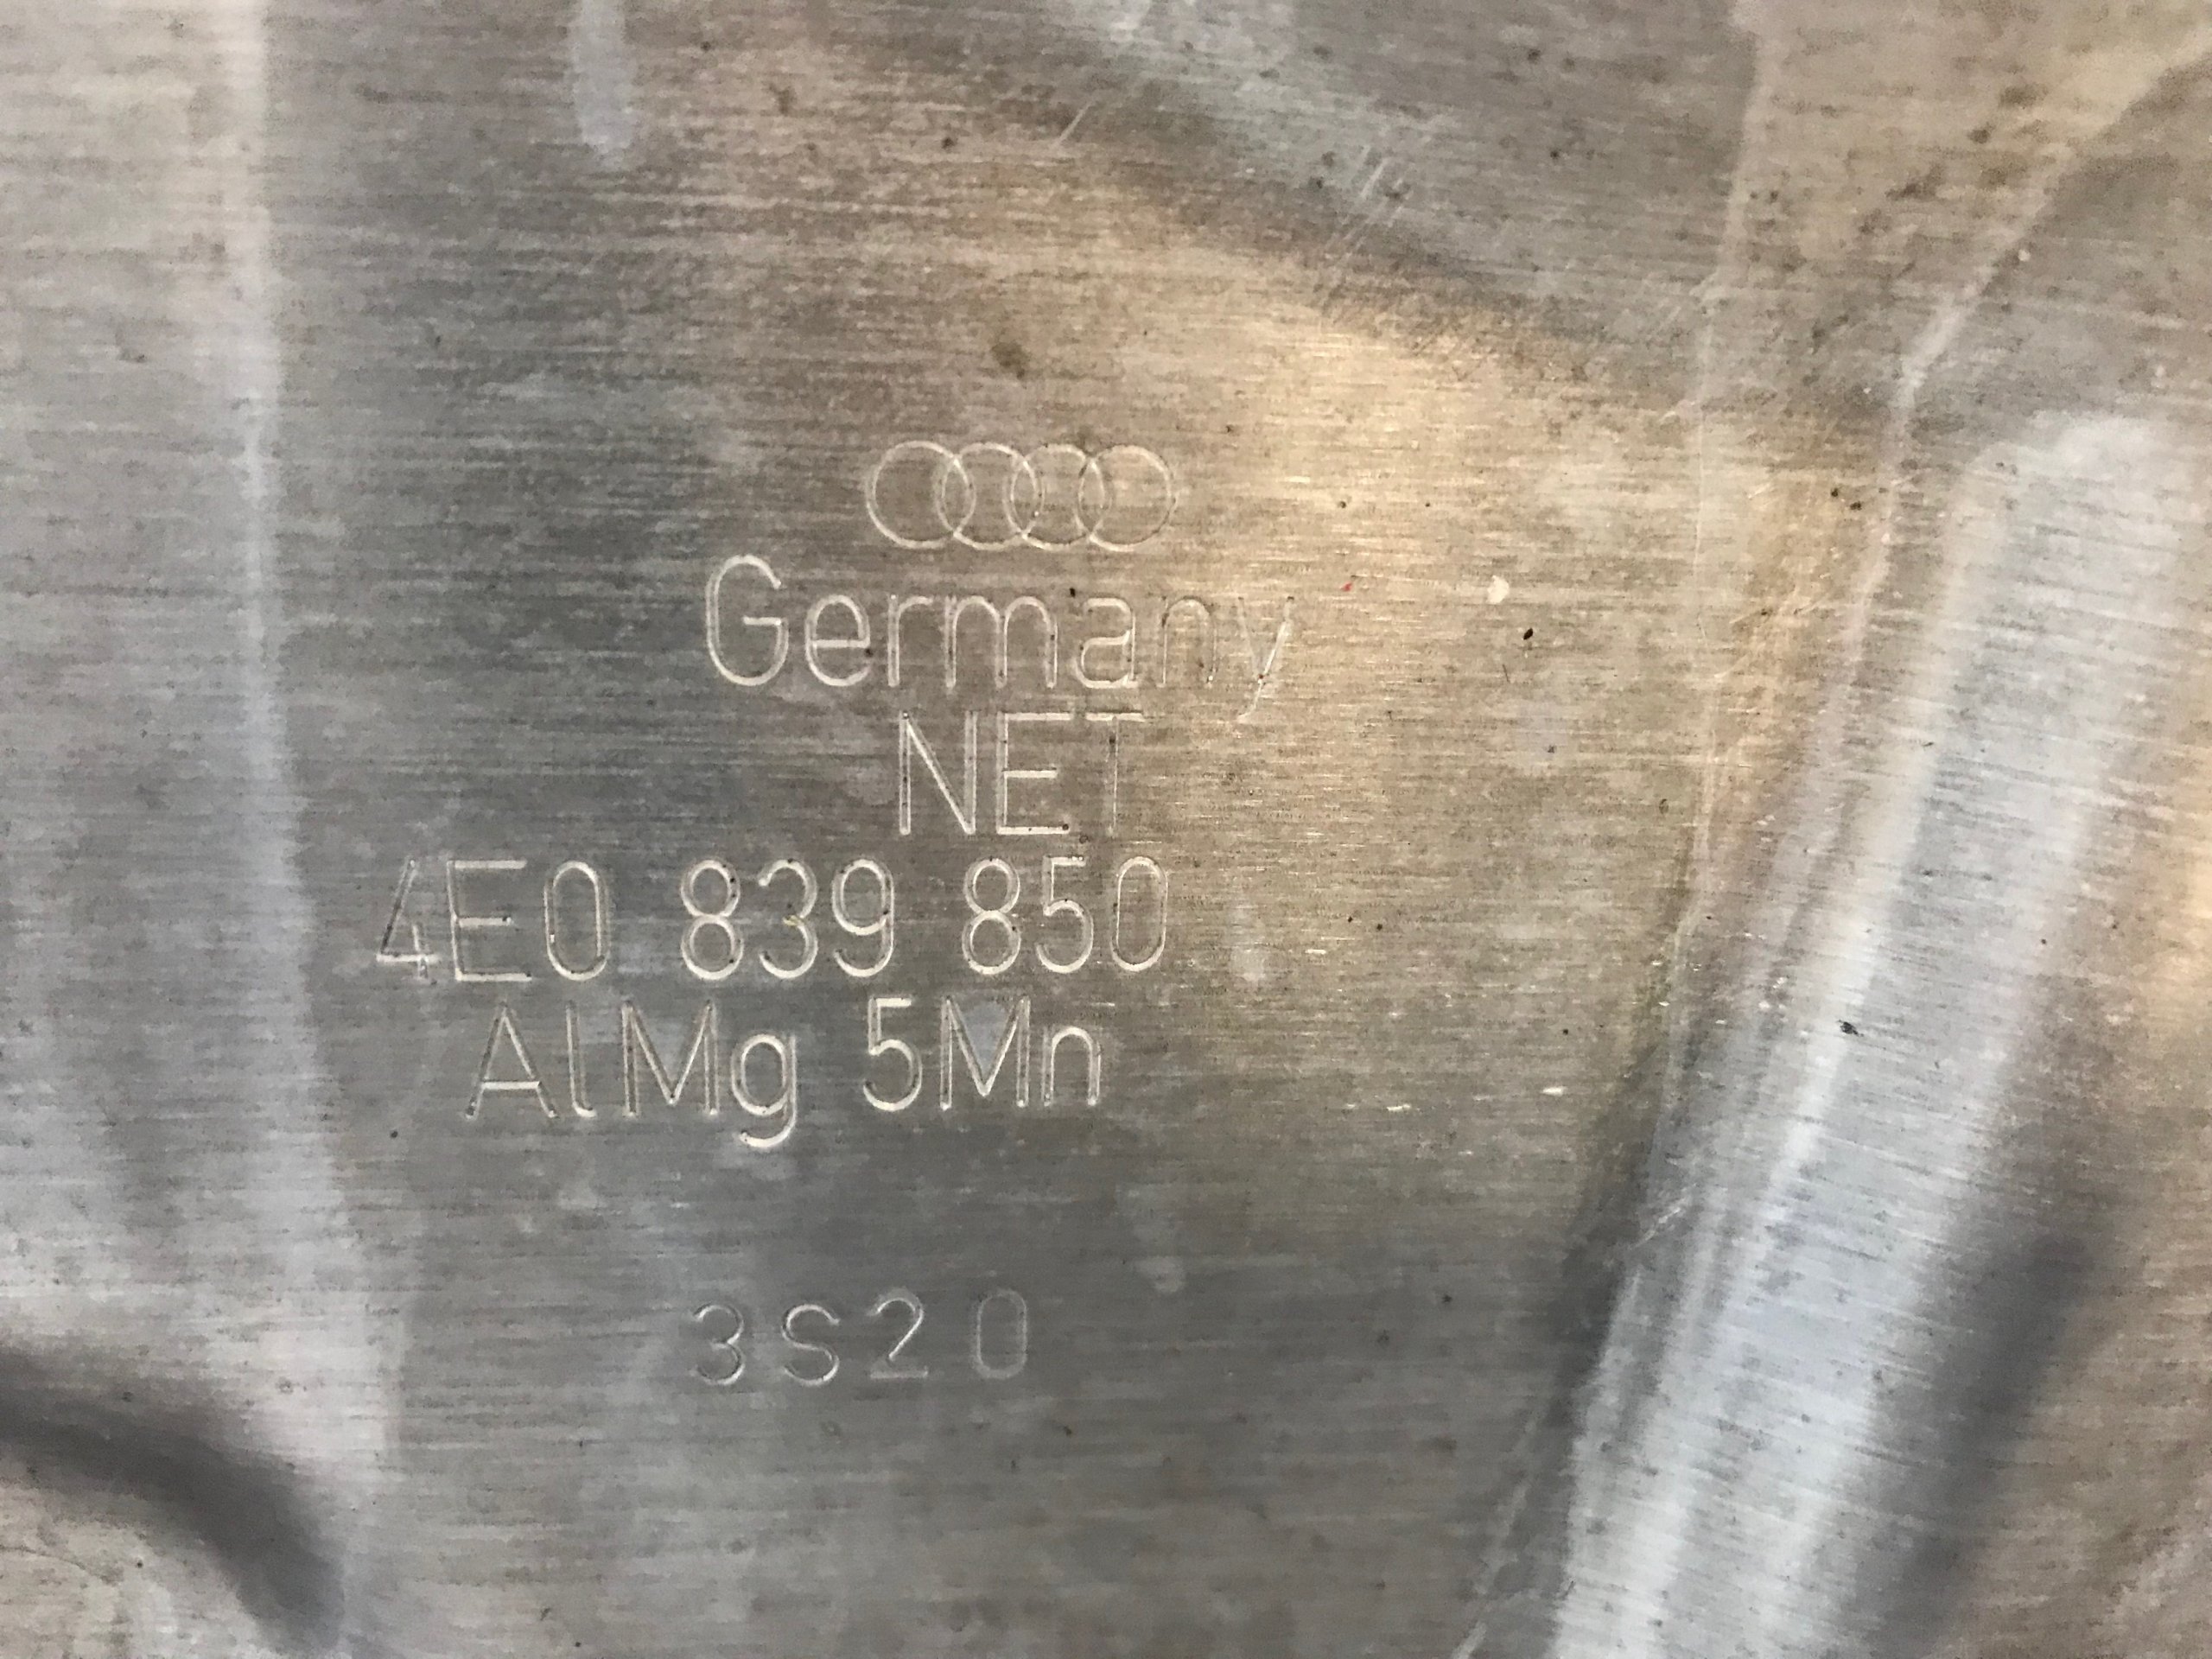 Germany
NET
4E0 839 850
AlMg 5Mn
3S20